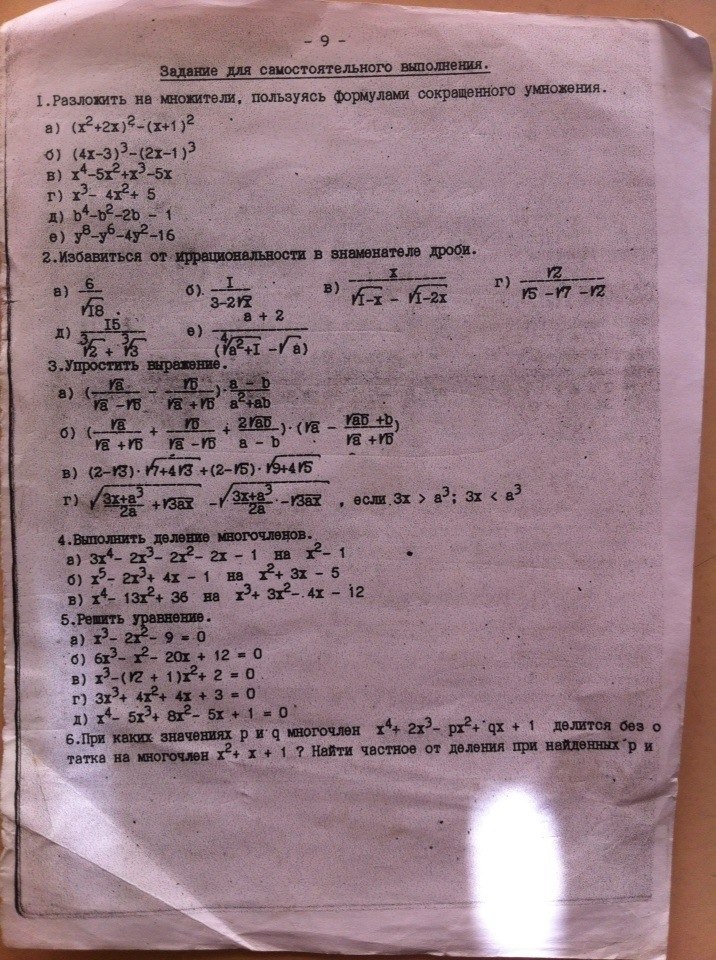 - 9 -
Задание для самостоятельного выполнения.
I.Разложить на множители, пользуясь формулами сокращенного умножения.
а) (x²+2x)²-(x+1)²
б) (4x-3)³-(2x-1)³
в) x⁴-5x²+x³-5x
г) x³- 4x²+ 5
д) b⁴-b²-2b - 1
е) y⁸-y⁶-4y²-16
2.Избавиться от иррациональности в знаменателе дроби.
а) 6/√18 б) I/(3-2√2) в) x/(√(1-x) - √(1-2x)) г) √2/(√5 -√7 -√2)
д) 15/(∛2 + ∛3) е) (a + 2)/(∜(a²+I) -√a)
3.Упростить выражение.
а) (√a/(√a -√b) - √b/(√a +√b))·(a - b)/(a²+ab)
б) (√a/(√a +√b) + √b/(√a -√b) + 2√ab/(a - b))·(√a - (√ab +b)/(√a +√b))
в) (2-√3)·√(7+4√3) +(2-√5)·√(9+4√5)
г) √((3x+a³)/2a +√3ax) -√((3x+a³)/2a -√3ax) , если 3x > a³; 3x < a³
4.Выполнить деление многочленов.
а) 3x⁴- 2x³- 2x²- 2x - 1 на x²- 1
б) x⁵- 2x³+ 4x - 1 на x²+ 3x - 5
в) x⁴- 13x²+ 36 на x³+ 3x²- 4x - 12
5.Решить уравнение.
а) x³- 2x²- 9 = 0
б) 6x³- x²- 20x + 12 = 0
в) x³-(√2 + 1)x²+ 2 = 0
г) 3x³+ 4x²+ 4x + 3 = 0
д) x⁴- 5x³+ 8x²- 5x + 1 = 0
6.При каких значениях p и q многочлен x⁴+ 2x³- px²+ qx + 1 делится без о
татка на многочлен x²+ x + 1 ? Найти частное от деления при найденных p и